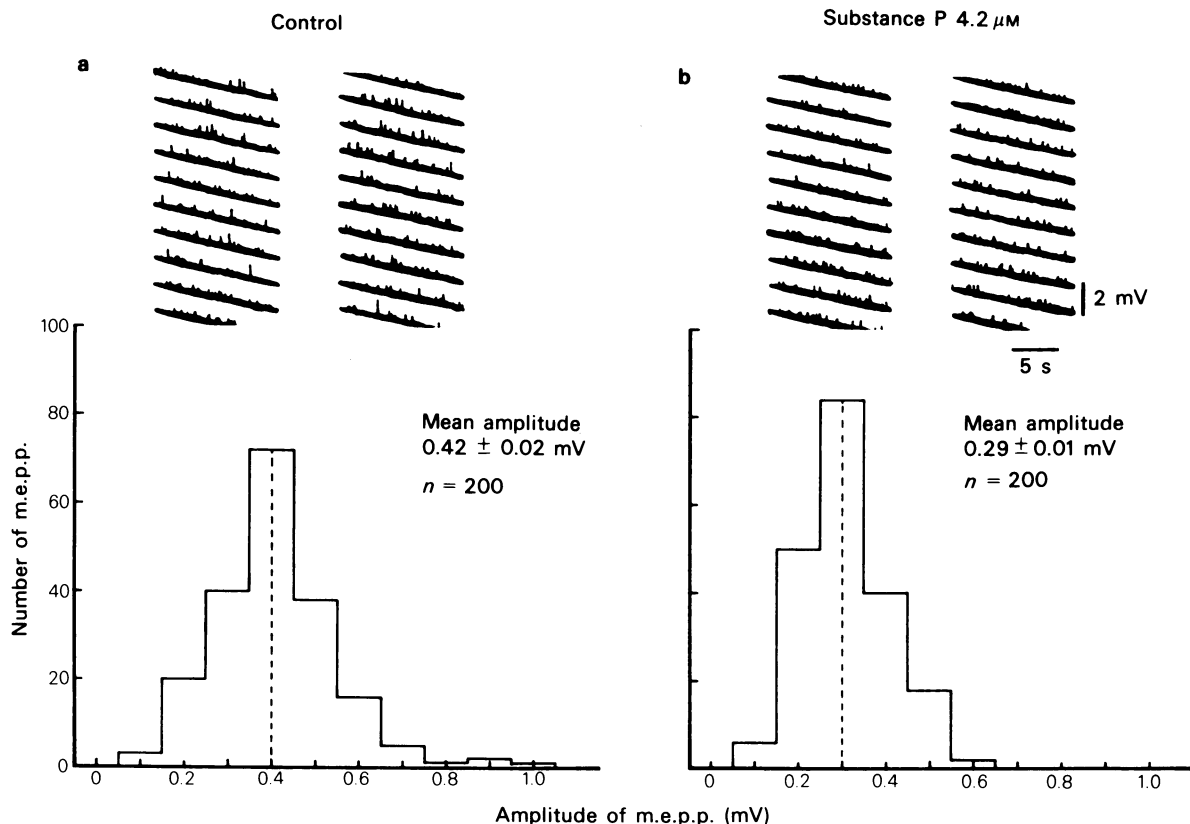 Control
Substance P 4.2 μM
a
b
2 mV
5 s
Mean amplitude
0.42 ± 0.02 mV
n = 200
Mean amplitude
0.29 ± 0.01 mV
n = 200
Number of m.e.p.p.
100
80
60
40
20
0
0 0.2 0.4 0.6 0.8 1.0
0 0.2 0.4 0.6 0.8 1.0
Amplitude of m.e.p.p. (mV)